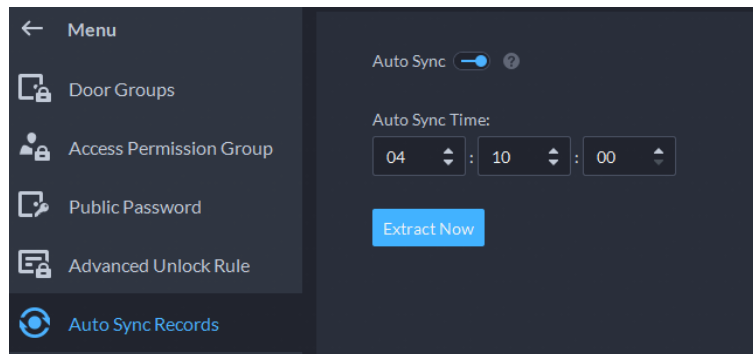 Menu
Door Groups
Access Permission Group
Public Password
Advanced Unlock Rule
Auto Sync Records
Auto Sync
Auto Sync Time:
04 : 10 : 00
Extract Now